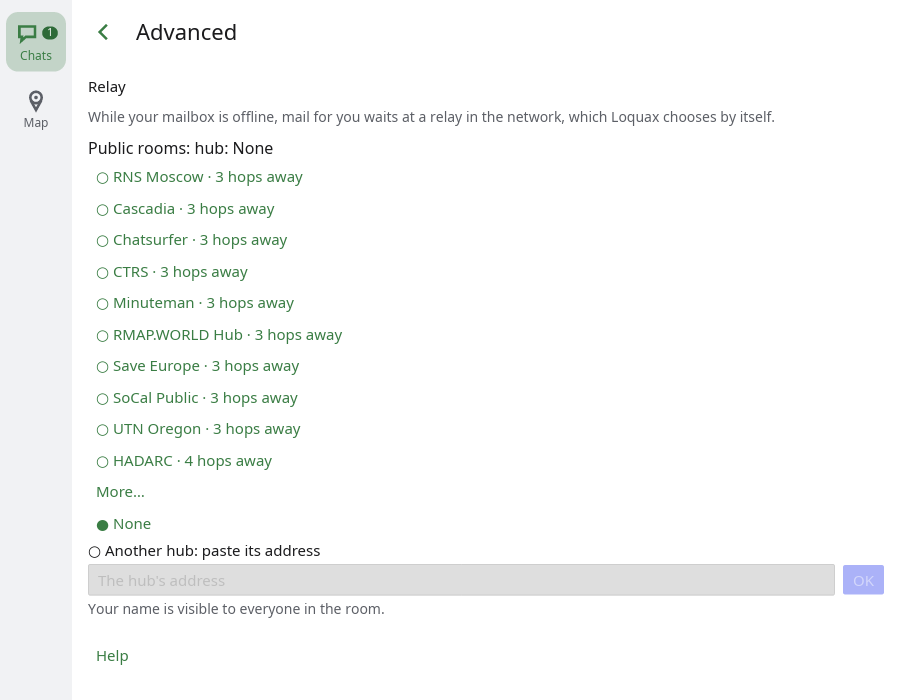 1
Chats
Map
Advanced
Relay
While your mailbox is offline, mail for you waits at a relay in the network, which Loquax chooses by itself.
Public rooms: hub: None
RNS Moscow · 3 hops away
Cascadia · 3 hops away
Chatsurfer · 3 hops away
CTRS · 3 hops away
Minuteman · 3 hops away
RMAP.WORLD Hub · 3 hops away
Save Europe · 3 hops away
SoCal Public · 3 hops away
UTN Oregon · 3 hops away
HADARC · 4 hops away
More...
None
Another hub: paste its address
The hub's address
OK
Your name is visible to everyone in the room.
Help